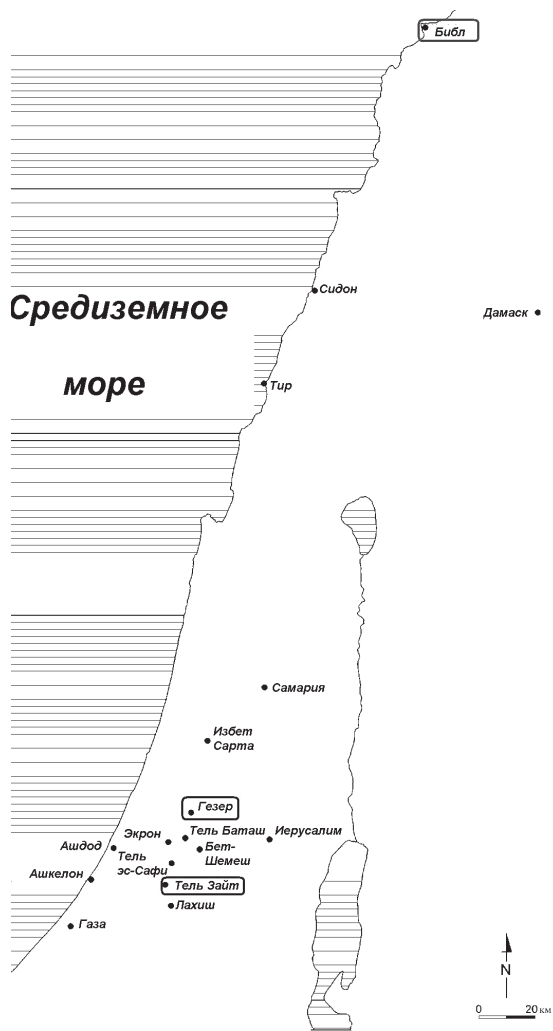 Библ
Сидон
Средиземное
Дамаск
море
Тир
Самария
Избет
Сарта
Гезер
Экрон
Тель Баташ
Иерусалим
Ашдод
Бет-
Шемеш
Тель
эс-Сафи
Ашкелон
Тель Зайт
Лахиш
Газа
N
0 20 км